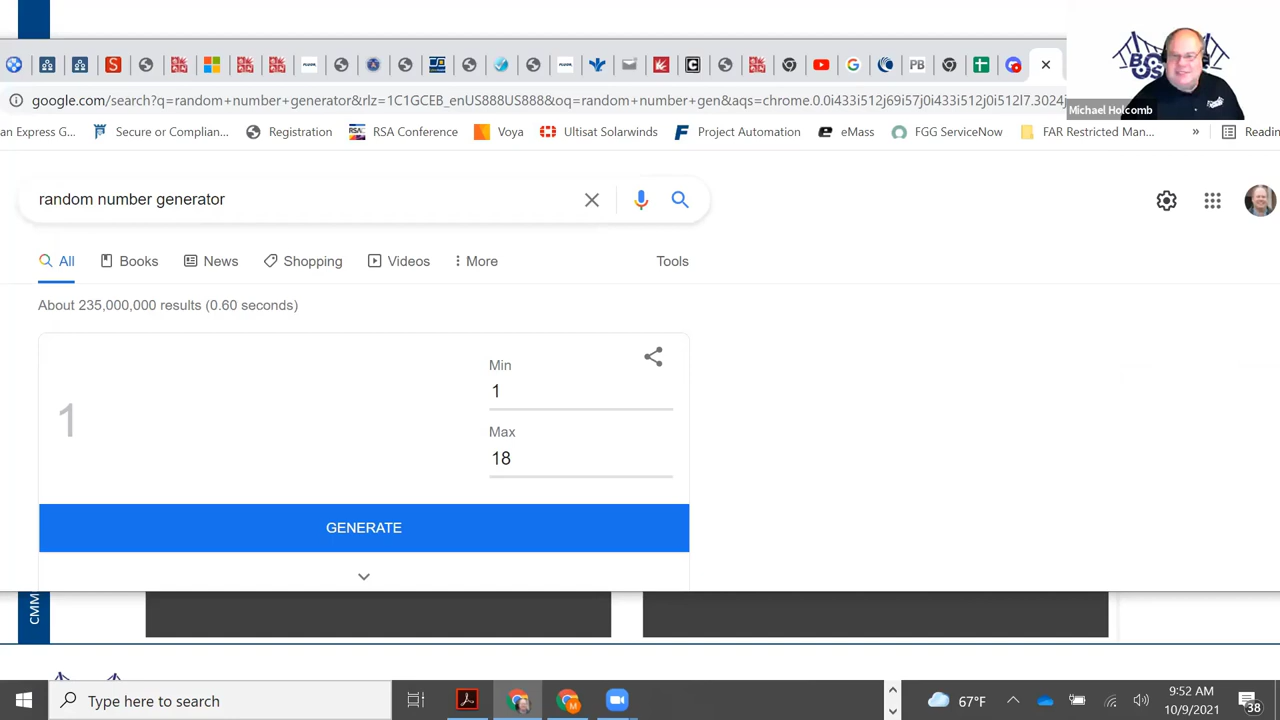 google.com/search?q=random+number+generator&rlz=1C1GCEB_enUS888US888&oq=random+number+gen&aqs=chrome.0.0i433i512j69i57j0i433i512j0i512l7.3024j
Michael Holcomb
an Express G...
Secure or Complian...
Registration
RSA Conference
Voya
Ultisat Solarwinds
Project Automation
eMass
FGG ServiceNow
FAR Restricted Man...
»
Readin
random number generator
All
Books
News
Shopping
Videos
More
Tools
About 235,000,000 results (0.60 seconds)
Min
1
1
Max
18
GENERATE
CMM
Type here to search
67°F
9:52 AM
10/9/2021
38